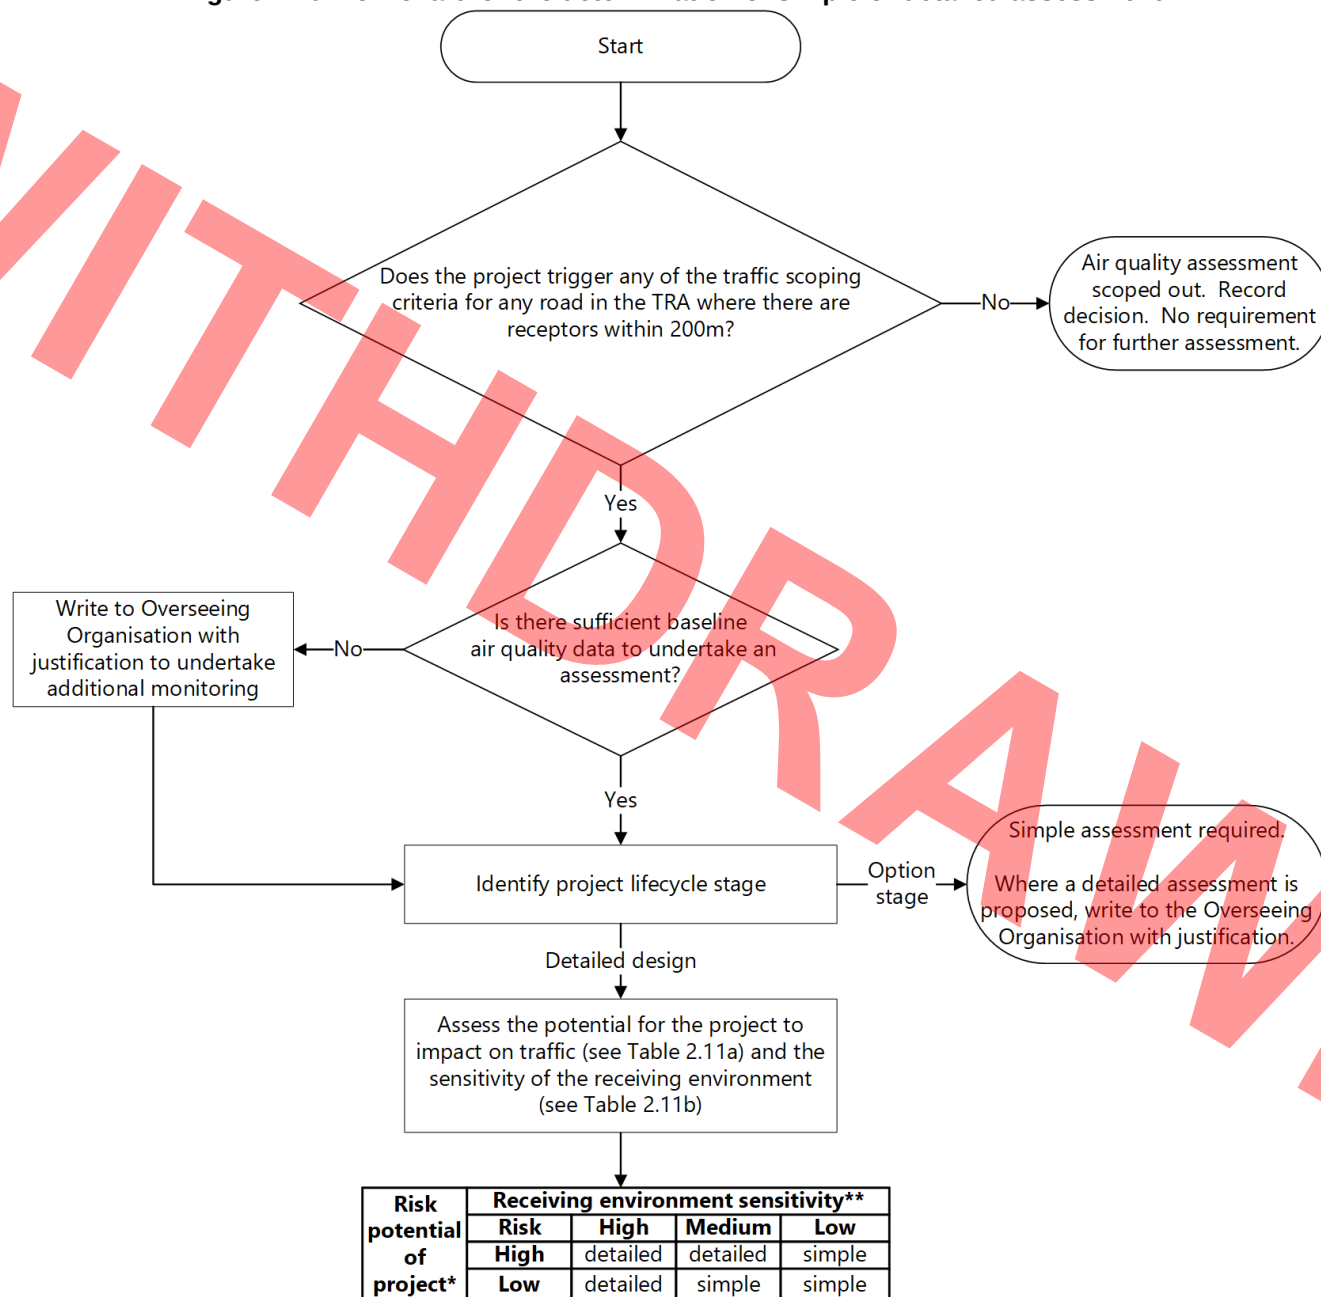 Start
Does the project trigger any of the traffic scoping
criteria for any road in the TRA where there are
receptors within 200m?
No
Air quality assessment
scoped out.  Record
decision.  No requirement
for further assessment.
Yes
Is there sufficient baseline
air quality data to undertake an
assessment?
No
Write to Overseeing
Organisation with
justification to undertake
additional monitoring
Yes
Identify project lifecycle stage
Option
stage
Simple assessment required.
Where a detailed assessment is
proposed, write to the Overseeing
Organisation with justification.
Detailed design
Assess the potential for the project to
impact on traffic (see Table 2.11a) and the
sensitivity of the receiving environment
(see Table 2.11b)
Risk
potential
of
project*
Receiving environment sensitivity**
Risk High Medium Low
High detailed detailed simple
Low detailed simple simple
WITHDRAWN